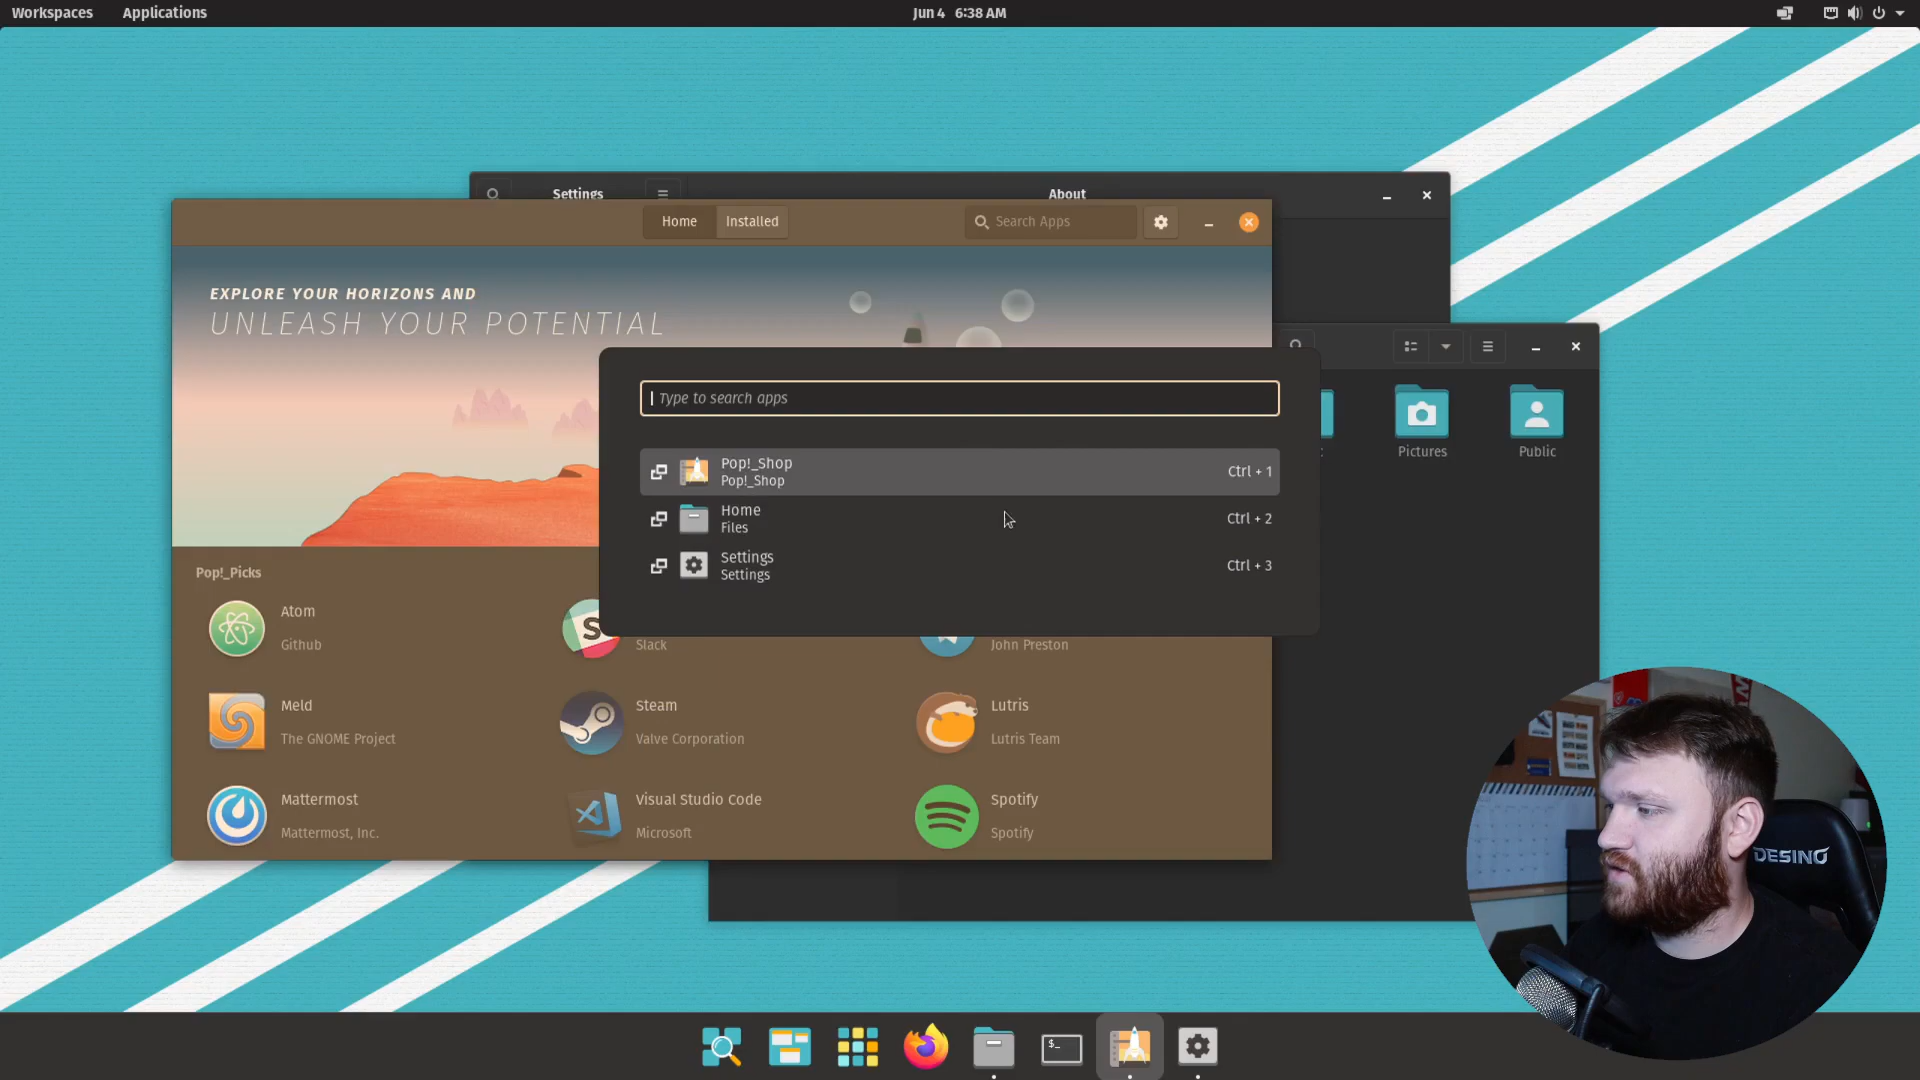 Workspaces Applications Jun 4 6:38 AM
Settings About
Home Installed Search Apps
EXPLORE YOUR HORIZONS AND
UNLEASH YOUR POTENTIAL
Type to search apps
Pop!_Shop
Pop!_Shop
Ctrl + 1
Home
Files
Ctrl + 2
Settings
Settings
Ctrl + 3
Pictures
Public
Pop!_Picks
Atom
Github
S
Slack
John Preston
Meld
The GNOME Project
Steam
Valve Corporation
Lutris
Lutris Team
Mattermost
Mattermost, Inc.
Visual Studio Code
Microsoft
Spotify
Spotify
DESINO
$_